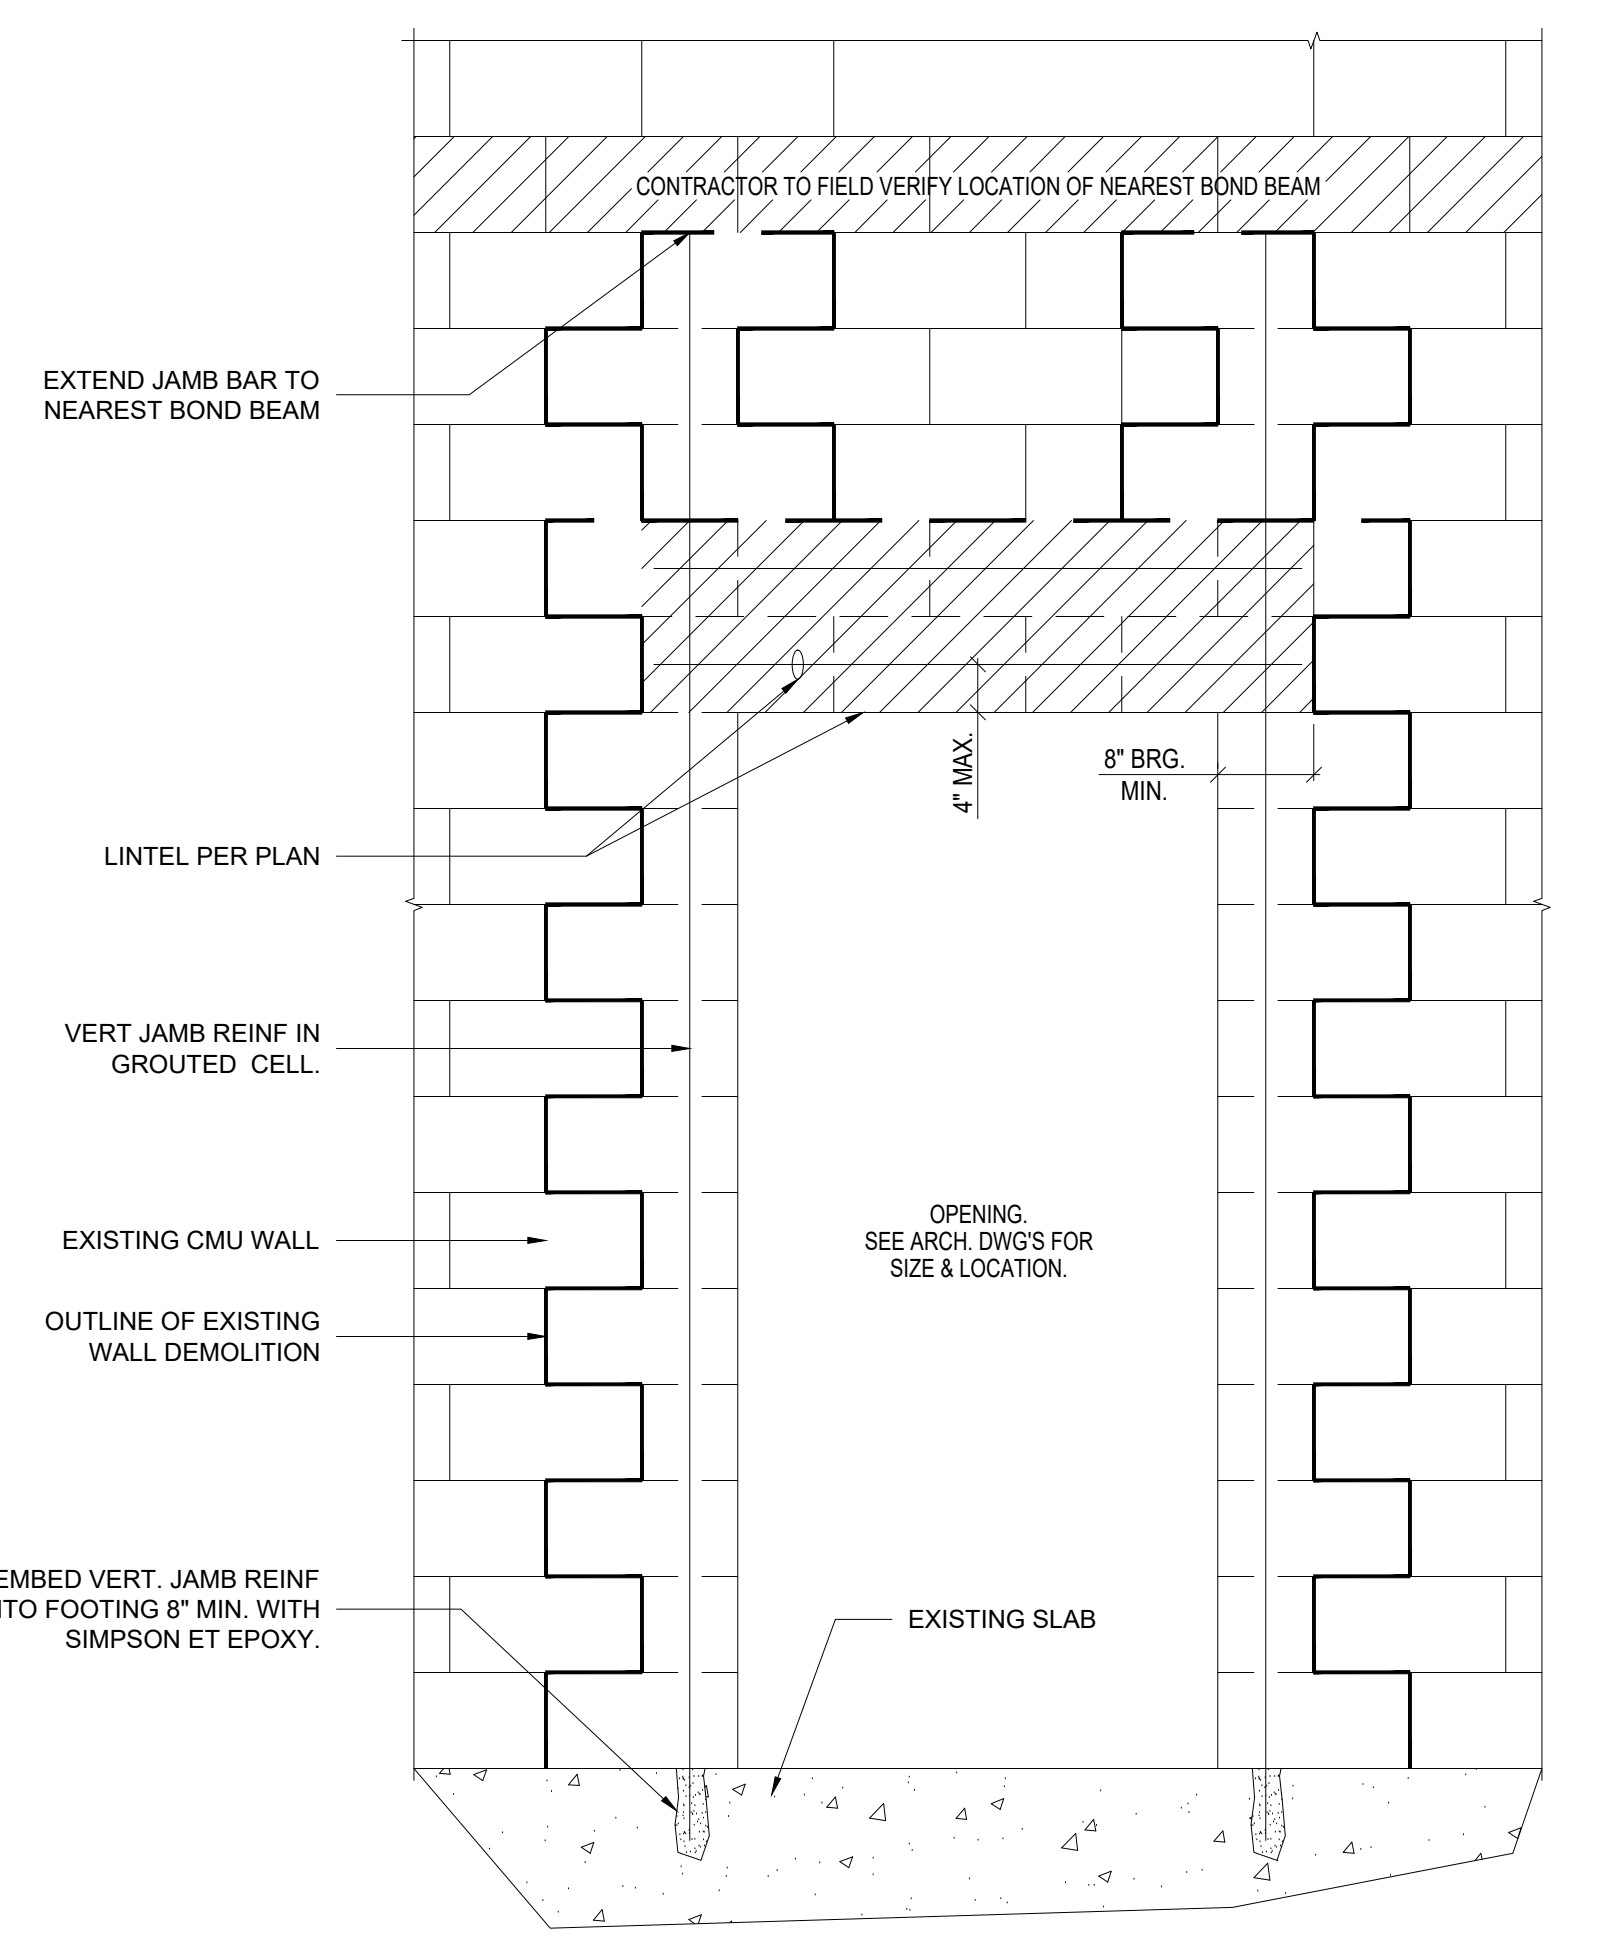 CONTRACTOR TO FIELD VERIFY LOCATION OF NEAREST BOND BEAM
EXTEND JAMB BAR TO
NEAREST BOND BEAM
4" MAX.
8" BRG.
MIN.
LINTEL PER PLAN
VERT JAMB REINF IN
GROUTED CELL.
OPENING.
SEE ARCH. DWG'S FOR
SIZE & LOCATION.
EXISTING CMU WALL
OUTLINE OF EXISTING
WALL DEMOLITION
EMBED VERT. JAMB REINF
NTO FOOTING 8" MIN. WITH
SIMPSON ET EPOXY.
EXISTING SLAB